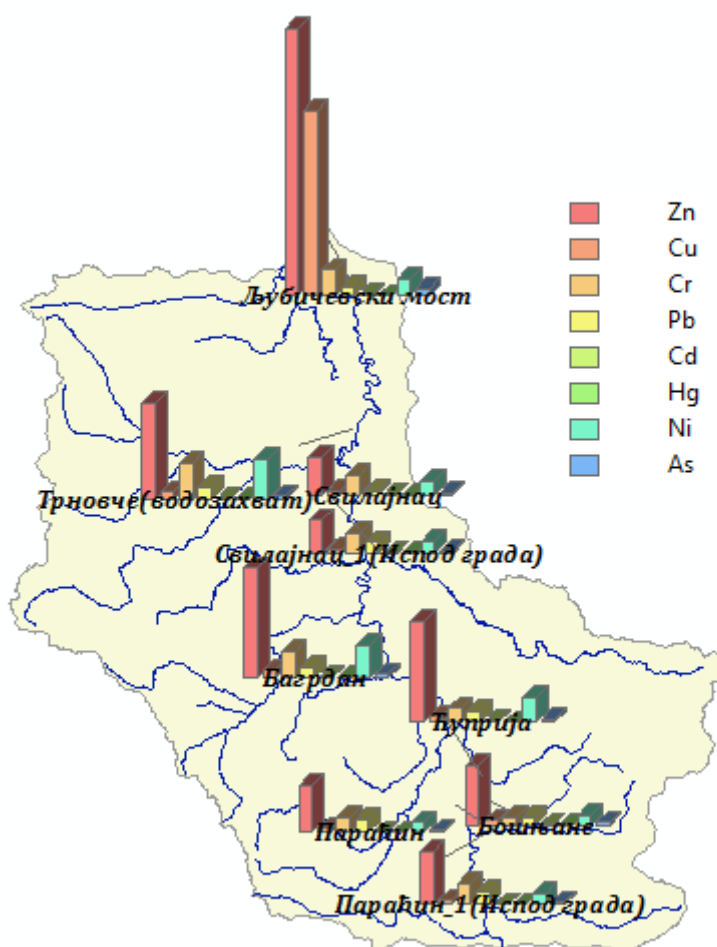 Zn
Cu
Cr
Pb
Cd
Hg
Ni
As
Љубичевски мост
Трновче(водозахват)
Свилајнац
Свилајнац_1(Испод града)
Багрдан
Ћуприја
Параћин
Бошњане
Параћин_1(Испод града)